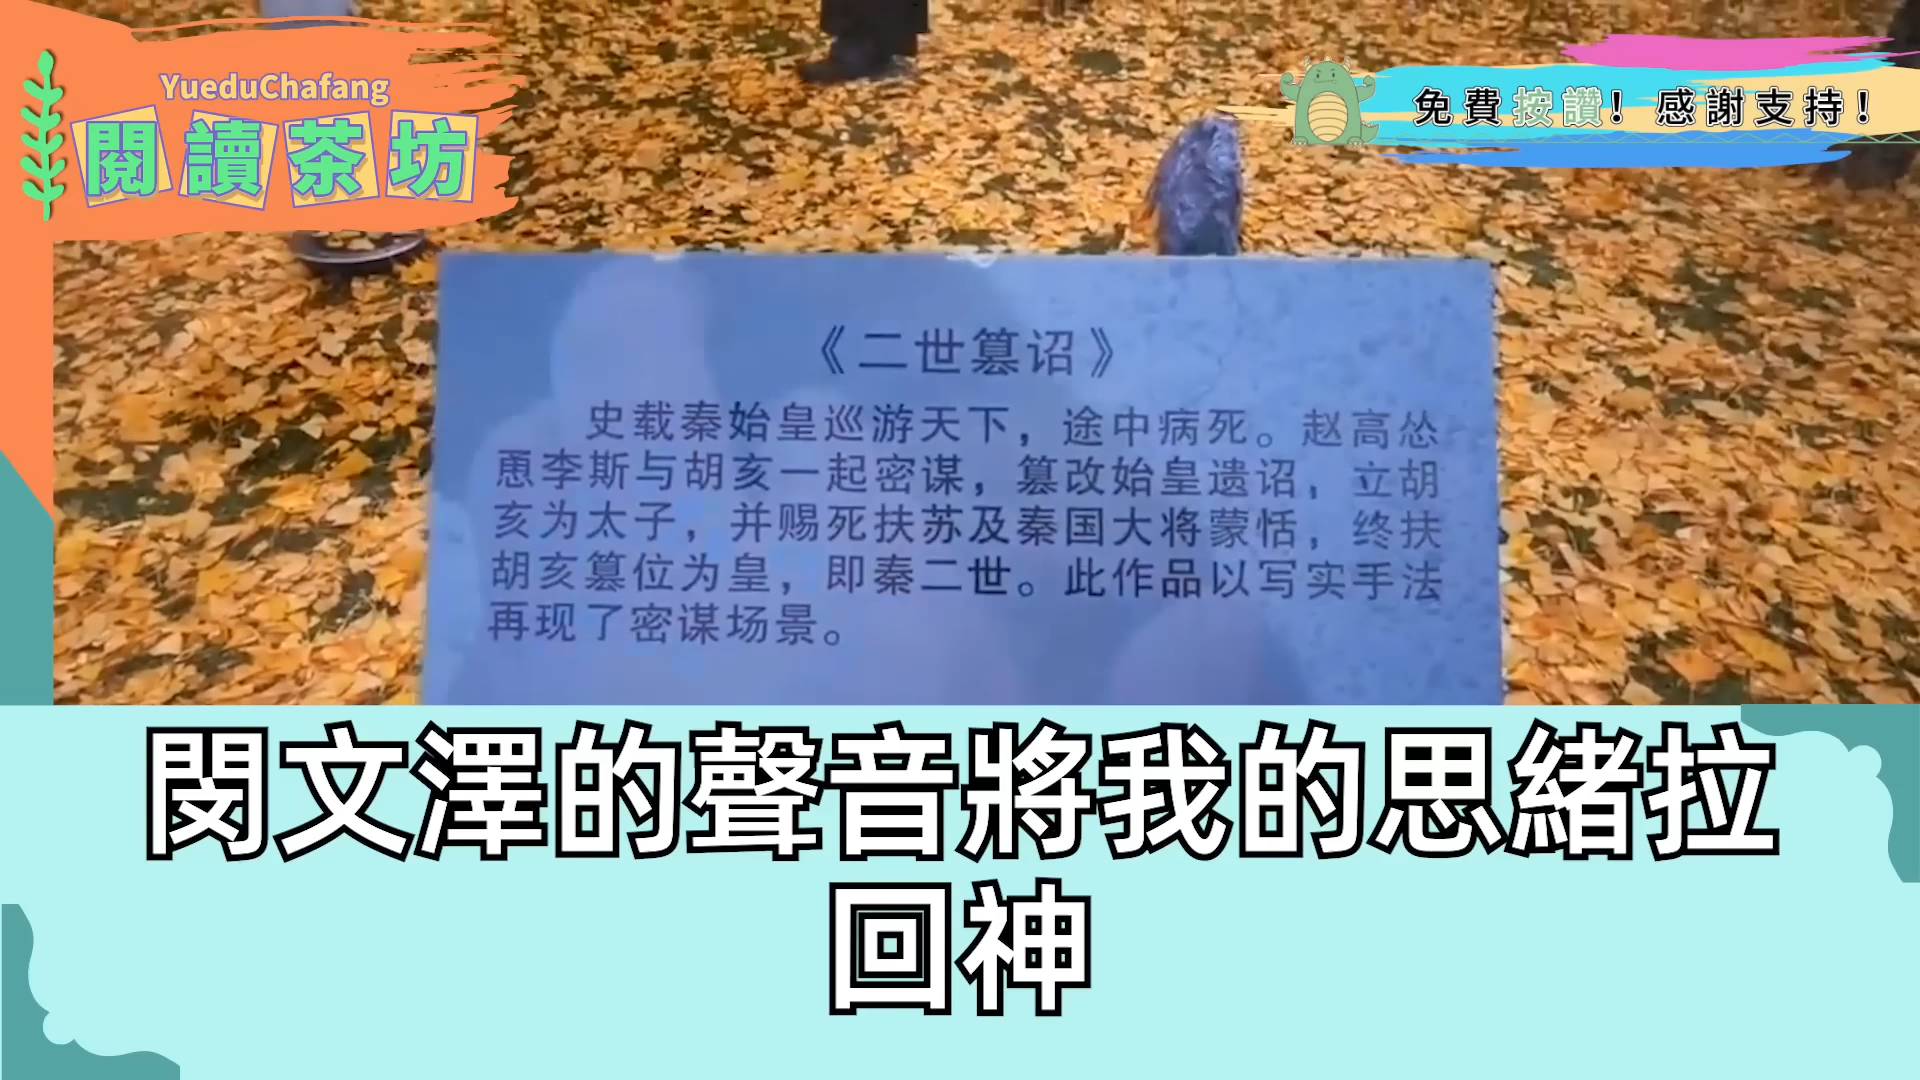 YueduChafang
閱讀茶坊
免費按讚！感謝支持！
《二世篡诏》
史载秦始皇巡游天下，途中病死。赵高怂
恿李斯与胡亥一起密谋，篡改始皇遗诏，立胡
亥为太子，并赐死扶苏及秦国大将蒙恬，终扶
胡亥篡位为皇，即秦二世。此作品以写实手法
再现了密谋场景。
閔文澤的聲音將我的思緒拉
回神